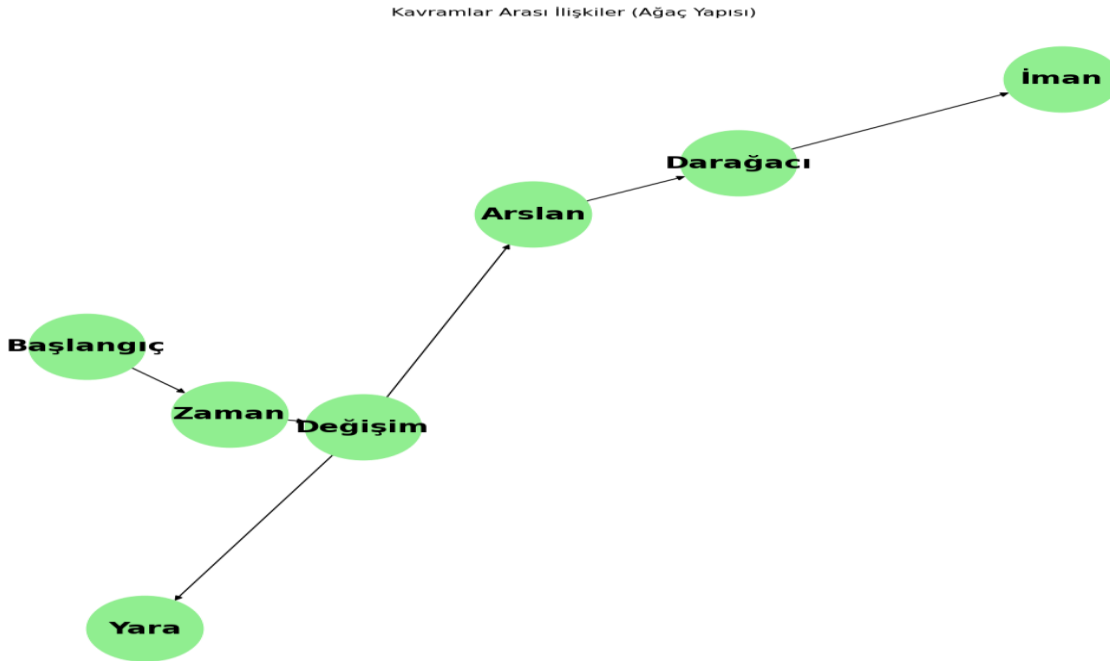 Kavramlar Arası İlişkiler (Ağaç Yapısı)
İman
Darağacı
Arslan
Başlangıç
Zaman
Değişim
Yara